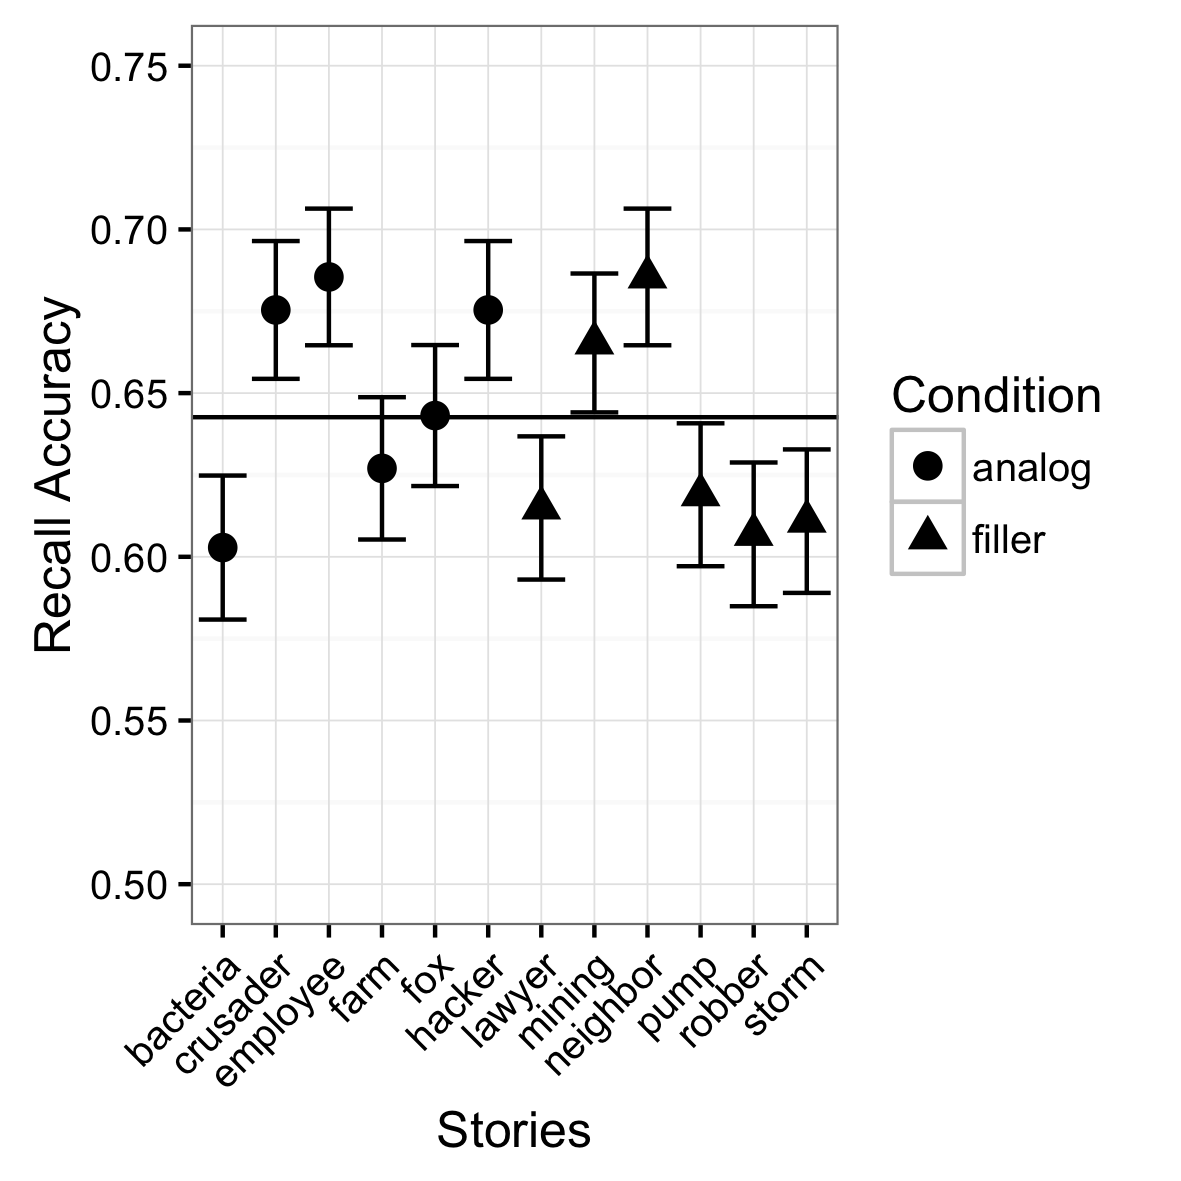 0.75
0.70
0.65
0.60
0.55
0.50
Recall Accuracy
bacteria
crusader
employee
farm
fox
hacker
lawyer
mining
neighbor
pump
robber
storm
Stories
Condition
analog
filler